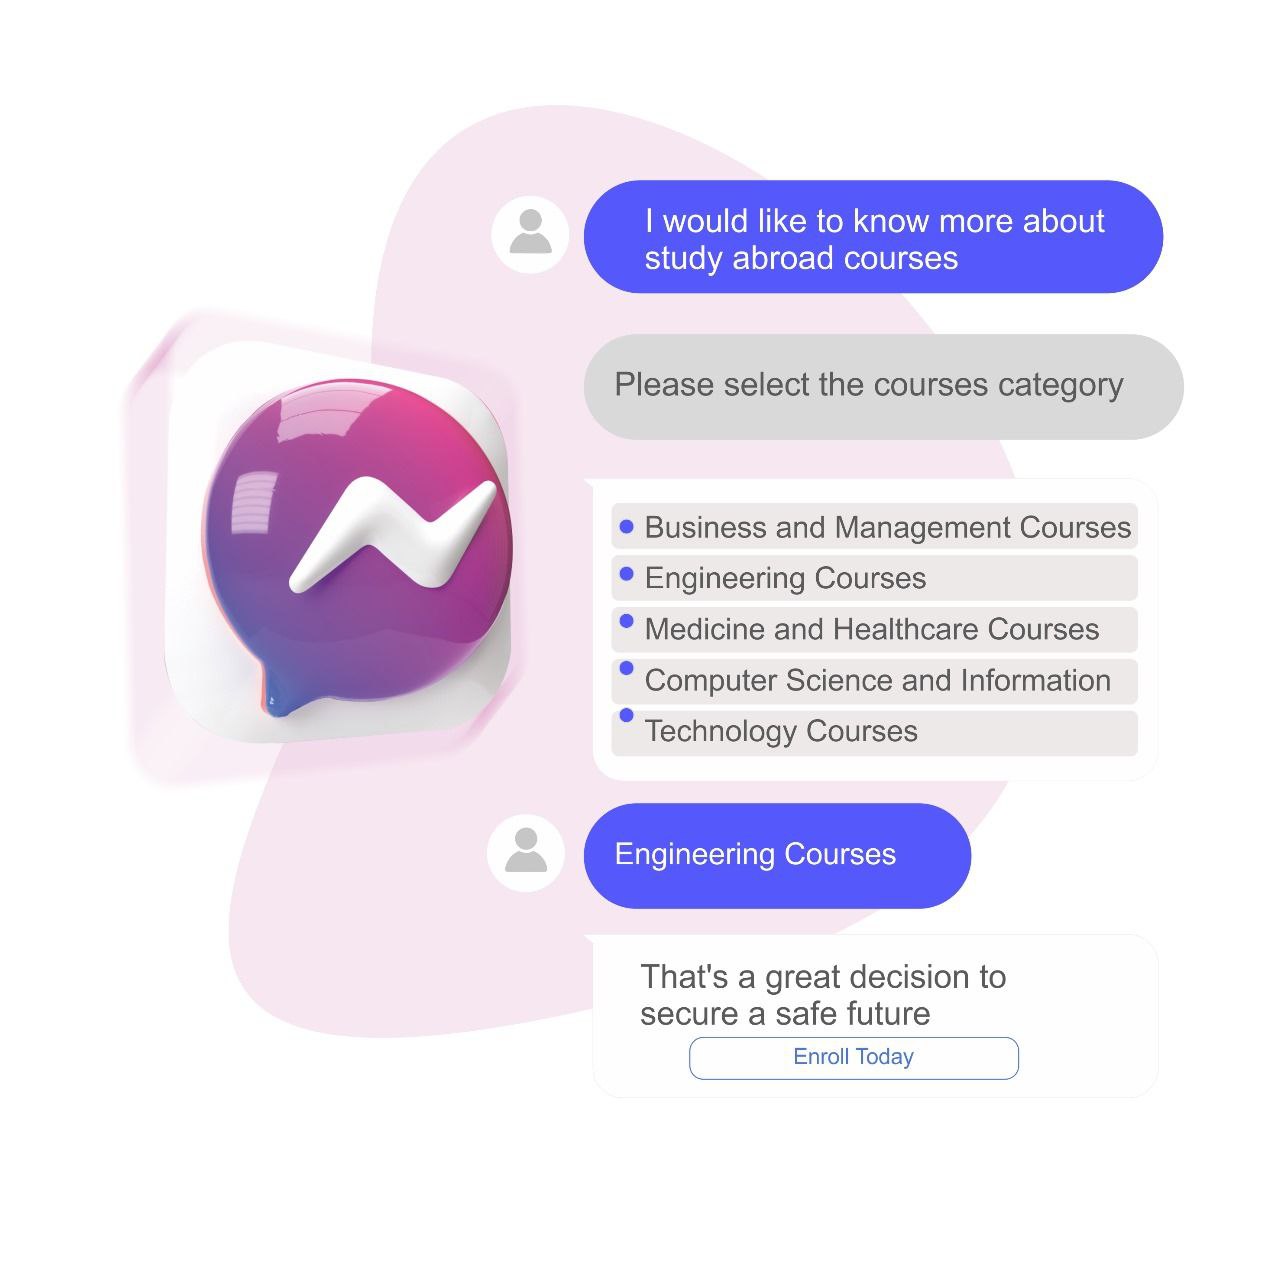 I would like to know more about
study abroad courses
Please select the courses category
Business and Management Courses
Engineering Courses
Medicine and Healthcare Courses
Computer Science and Information
Technology Courses
Engineering Courses
That's a great decision to
secure a safe future
Enroll Today